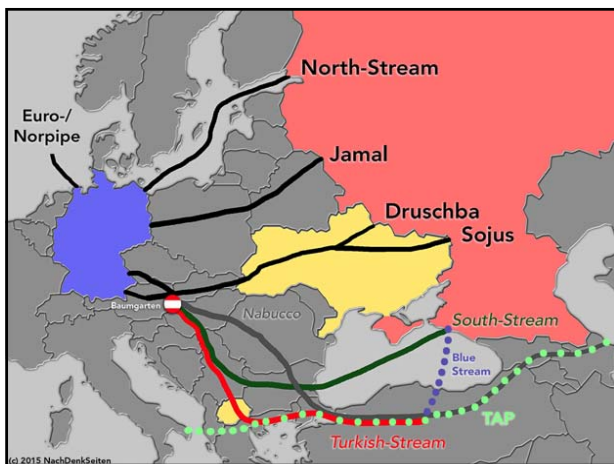 North-Stream
Euro-/
Norpipe
Jamal
Druschba
Sojus
Baumgarten
Nabucco
South-Stream
Blue
Stream
TAP
Turkish-Stream
(c) 2015 NachDenkSeiten